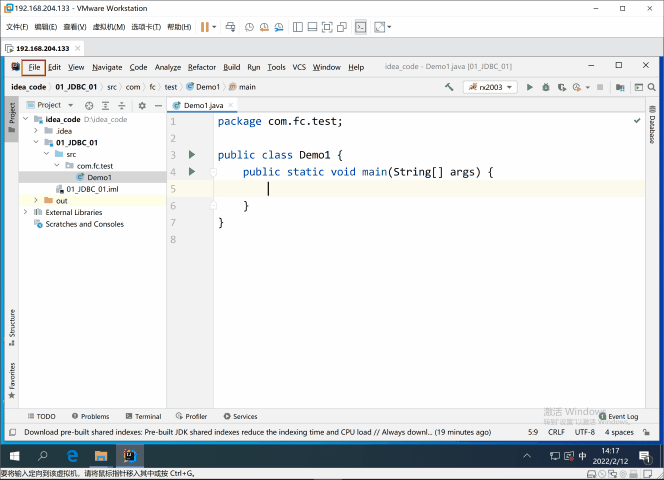 192.168.204.133 - VMware Workstation
文件(F) 编辑(E) 查看(V) 虚拟机(M) 选项卡(T) 帮助(H)
192.168.204.133
File Edit View Navigate Code Analyze Refactor Build Run Tools VCS Window Help idea_code - Demo1.java [01_JDBC_01]
idea_code 01_JDBC_01 src com fc test Demo1 main rx2003
Project
Demo1.java
idea_code D:\idea_code
.idea
01_JDBC_01
src
com.fc.test
Demo1
01_JDBC_01.iml
out
External Libraries
Scratches and Consoles
1 package com.fc.test;
2
3 public class Demo1 {
4 public static void main(String[] args) {
5
6 }
7 }
8
Project
Structure
Favorites
Database
激活 Windows
TODO Problems Terminal Profiler Services Event Log
Download pre-built shared indexes: Pre-built JDK shared indexes reduce the indexing time and CPU load // Always downl... (19 minutes ago) 5:9 CRLF UTF-8 4 spaces
中 14:17
2022/2/12
1
要将输入定向到该虚拟机，请将鼠标指针移入其中或按 Ctrl+G。